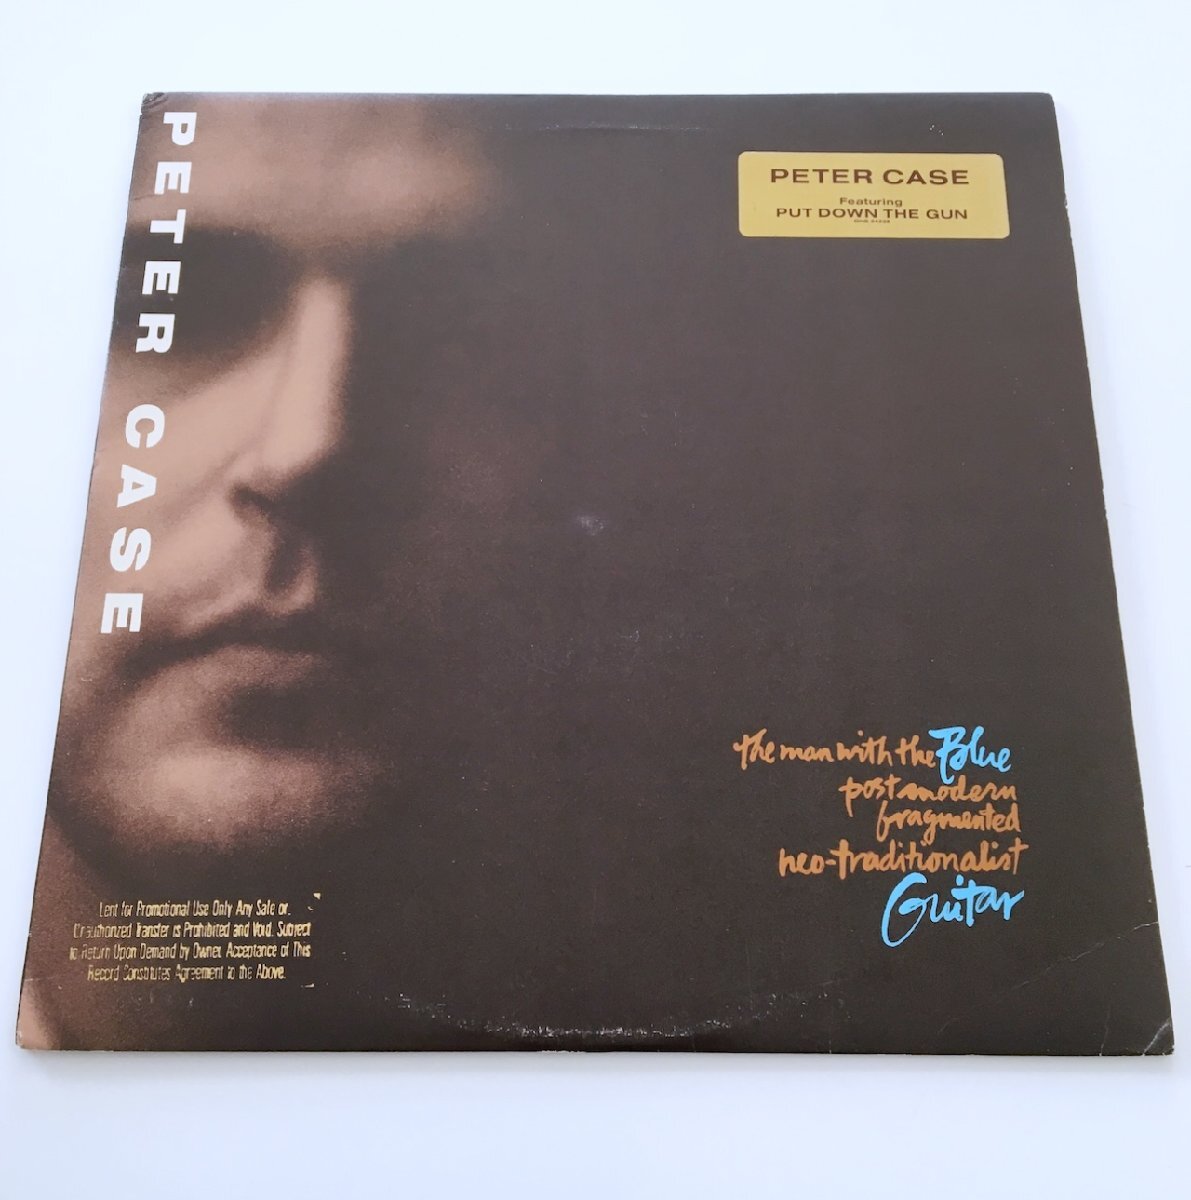 PETER CASE
PETER CASE
Featuring
PUT DOWN THE GUN
the man with the Blue
postmodern
fragmented
neo-traditionalist
Guitar
Lent for Promotional Use Only Any Sale or
Unauthorized Transfer is Prohibited and Void. Subject
to Return Upon Demand by Owner. Acceptance of This
Record Constitutes Agreement to the Above.